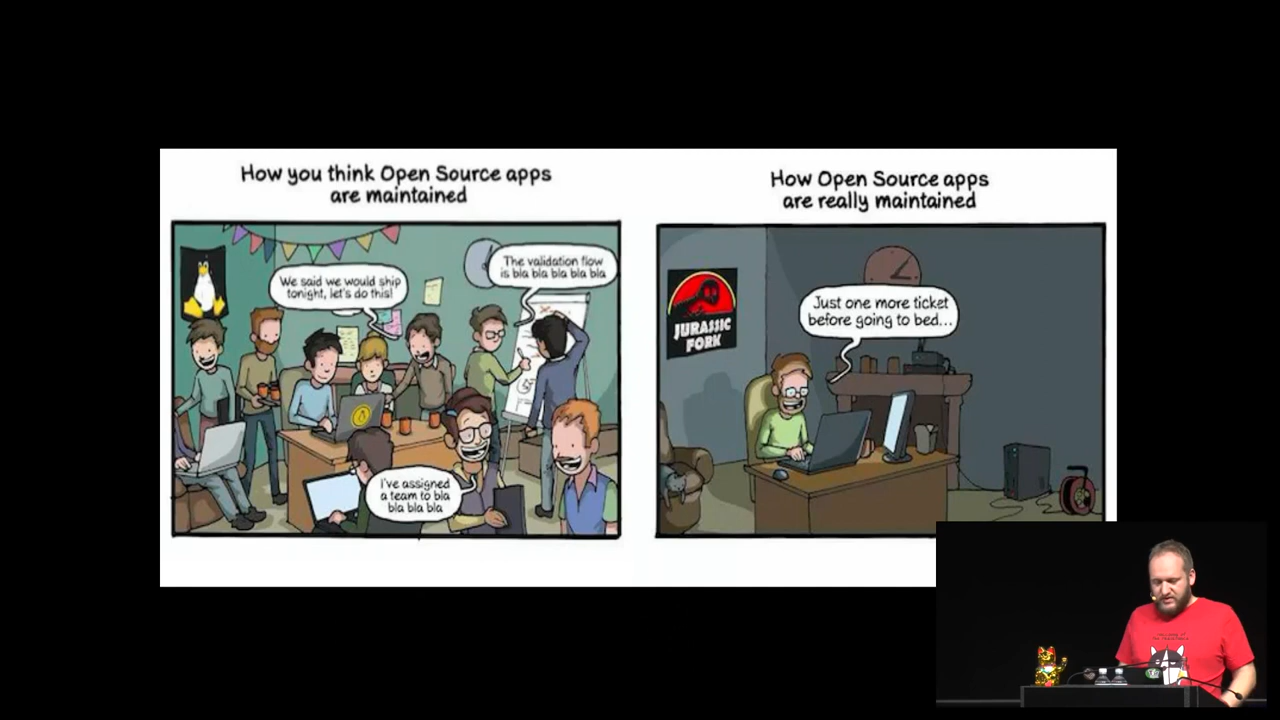 How you think Open Source apps
are maintained
We said we would ship
tonight, let's do this!
The validation flow
is bla bla bla bla bla
I've assigned
a team to bla
bla bla bla
How Open Source apps
are really maintained
JURASSIC
FORK
Just one more ticket
before going to bed...